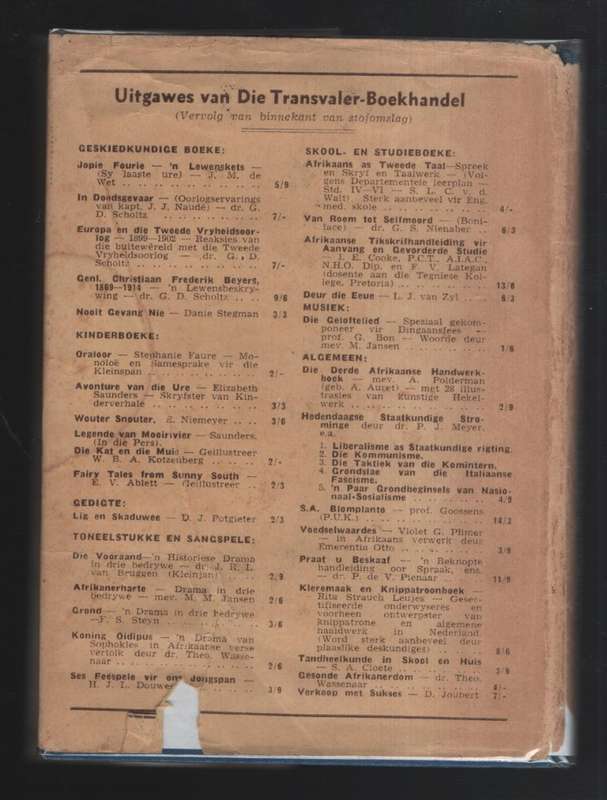 Uitgawes van Die Transvaler-Boekhandel
(Vervolg van binnekant van stofomslag)
GESKIEDKUNDIGE BOEKE:
Jopie Fourie — 'n Lewenskets —
(Sy laaste ure) — J. M. de
Wet .. .. .. .. .. .. .. 5/9
In Doodsgevaar — (Oorlogservarings
van kapt. J. J. Naudé) — dr. G.
D. Scholtz .. .. .. .. .. 7/-
Europa en die Tweede Vryheidsoor-
log — 1899—1902 — Reaksies van
die buitewêreld met die Tweede
Vryheidsoorlog — dr. G. D.
Scholtz .. .. .. .. .. .. 7/-
Genl. Christiaan Frederik Beyers,
1869—1914 — 'n Lewensbeskry-
wing — dr. G. D. Scholtz .. .. 9/6
Nooit Gevang Nie — Danie Stegman 3/3
KINDERBOEKE:
Graloor — Stephanie Faure — Mo-
noloë en Samesprake vir die
Kleinspan .. .. .. .. .. 2/-
Avonture van die Ure — Elizabeth
Saunders — Skryfster van Kin-
derverhale .. .. .. .. .. 3/3
Wouter Snouter, E. Niemeyer .. .. 3/6
Legende van Mooirivier — Saunders,
(In die Pers).
Die Kat en die Muis — Geïllustreer
W. B. A. Kotzenberg .. .. .. 2/-
Fairy Tales from Sunny South —
E. V. Ablett — Geïllustreer .. 2/3
GEDIGTE:
Lig en Skaduwee — D. J. Potgieter 2/3
TONEELSTUKKE EN SANGSPELE:
Die Vooraand—'n Historiese Drama
in drie bedrywe — dr. J. R. L.
van Bruggen (Kleinjan) .. .. 2/9
Afrikanerharte — Drama in drie
bedrywe — mev. M. M. Jansen 2/6
Grond — 'n Drama in drie bedrywe
—F. S. Steyn .. .. .. .. 3/6
Koning Oidipus — 'n Drama van
Sophokles in Afrikaanse verse
vertolk deur dr. Theo. Wasse-
naar .. .. .. .. .. .. 2/6
Ses Feesspele vir ons Jongspan —
H. J. L. Douwes .. .. .. 3/9
SKOOL- EN STUDIEBOEKE:
Afrikaans as Tweede Taal—Spreek
en Skryf en Taalwerk — (Vol-
gens Departementele leerplan —
Std. IV—VI — S. L. C. v. d.
Walt). Sterk aanbeveel vir Eng.
med. skole .. .. .. .. .. 4/-
Van Roem tot Selfmoord — (Boni-
face) — dr. G. S. Nienaber .. 6/3
Afrikaanse Tikskrifhandleiding vir
Aanvang en Gevorderde Studie
— J. E. Cooke, P.C.T., A.I.A.C.,
N.H.O. Dip. en F. V. Lategan
(dosente aan die Tegniese Kol-
lege, Pretoria) .. .. .. .. 13/6
Deur die Eeue — L. J. van Zyl .. 6/3
MUSIEK:
Die Geloftelied — Spesiaal gekom-
poneer vir Dingaansfees —
prof. G. Bon — Woorde deur
mev. M. Jansen .. .. .. .. 1/6
ALGEMEEN:
Die Derde Afrikaanse Handwerk-
boek — mev. A. Polderman
(geb. A. Auset) — met 28 illus-
trasies van gunstige Hekel-
werk .. .. .. .. .. .. 2/9
Hedendaagse Staatkundige Stro-
minge deur dr. P. J. Meyer,
e.a.
1. Liberalisme as Staatkundige rigting.
2. Die Kommunisme.
3. Die Taktiek van die Komintern.
4. Grondslae van die Italiaanse
Fascisme.
5. 'n Paar Grondbeginsels van Nasio-
naal-Sosialisme .. .. .. 4/9
S.A. Blomplante — prof. Goossens
(P.U.K.) .. .. .. .. ..
Voedselwaardes — Violet G. Plimer
— in Afrikaans verwerk deur
Emerentin Otto .. .. .. .. 3/9
Praat u Beskaaf — 'n Beknopte
handleiding oor Spraak, ens.
— dr. P. de V. Pienaar .. .. 11/9
Kleremaak en Knippatroonboek —
Rita Strauch Leujes — Geser-
tifiseerde onderwyseres en
voorheen ontwerpster van
knippatrone en algemene
naaldwerk in Nederland
(Word sterk aanbeveel deur
plaaslike deskundiges) .. .. 8/6
Tandheelkunde in Skool en Huis
— S. A. Cloete .. .. ..
Gesonde Afrikanerdom — dr. Theo.
Wassenaar .. .. .. ..
Verkoop met Sukses — D. Joubert 7/-